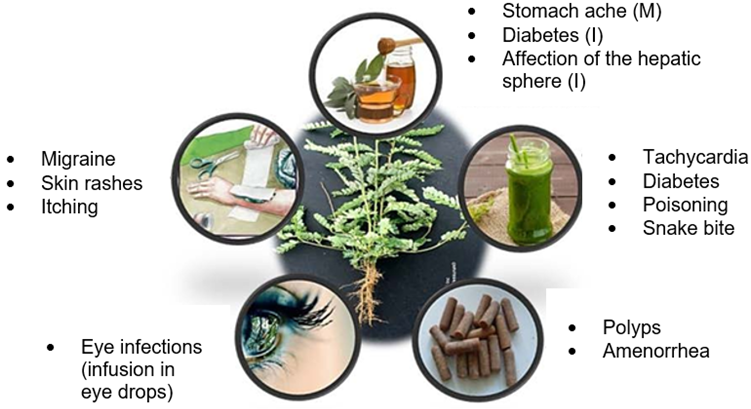 • Stomach ache (M)
• Diabetes (I)
• Affection of the hepatic
sphere (I)
• Migraine
• Skin rashes
• Itching
• Tachycardia
• Diabetes
• Poisoning
• Snake bite
• Eye infections
(infusion in
eye drops)
• Polyps
• Amenorrhea